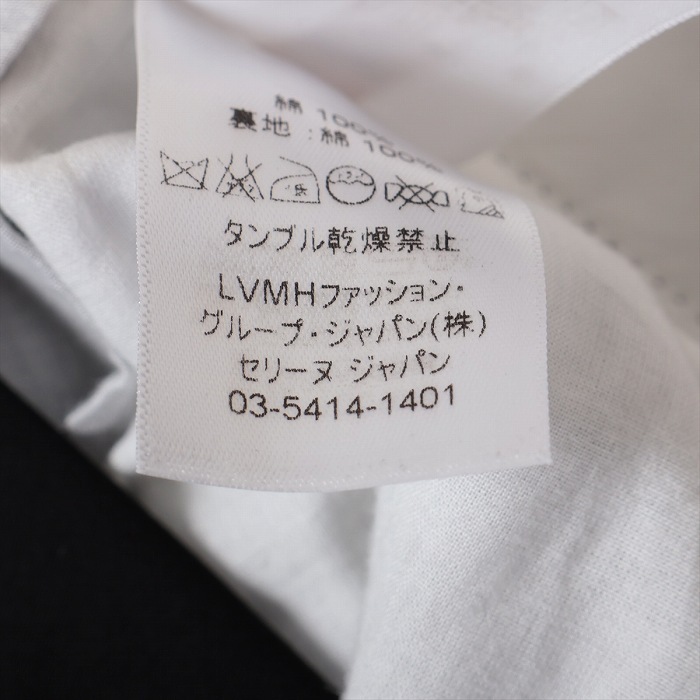 綿 100%
裏地 : 綿 100%
タンブル乾燥禁止
LVMHファッション・
グループ・ジャパン(株)
セリーヌ ジャパン
03-5414-1401